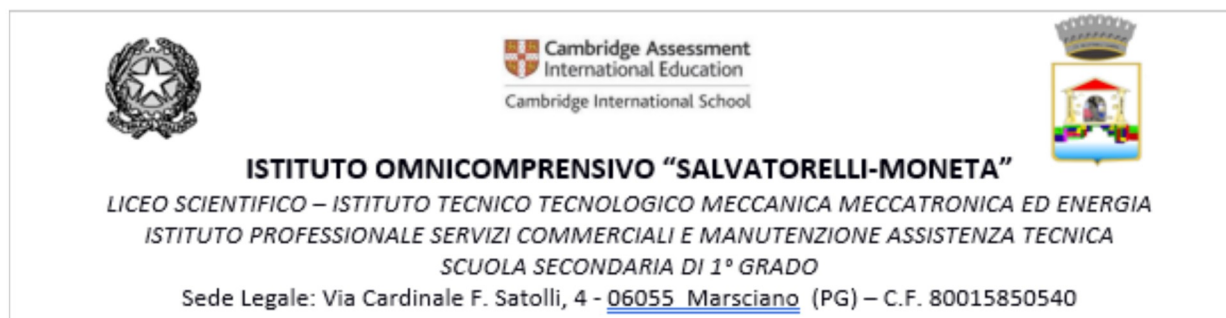 Cambridge Assessment
International Education
Cambridge International School
ISTITUTO OMNICOMPRENSIVO “SALVATORELLI-MONETA”
LICEO SCIENTIFICO – ISTITUTO TECNICO TECNOLOGICO MECCANICA MECCATRONICA ED ENERGIA
ISTITUTO PROFESSIONALE SERVIZI COMMERCIALI E MANUTENZIONE ASSISTENZA TECNICA
SCUOLA SECONDARIA DI 1° GRADO
Sede Legale: Via Cardinale F. Satolli, 4 - 06055 Marsciano (PG) – C.F. 80015850540